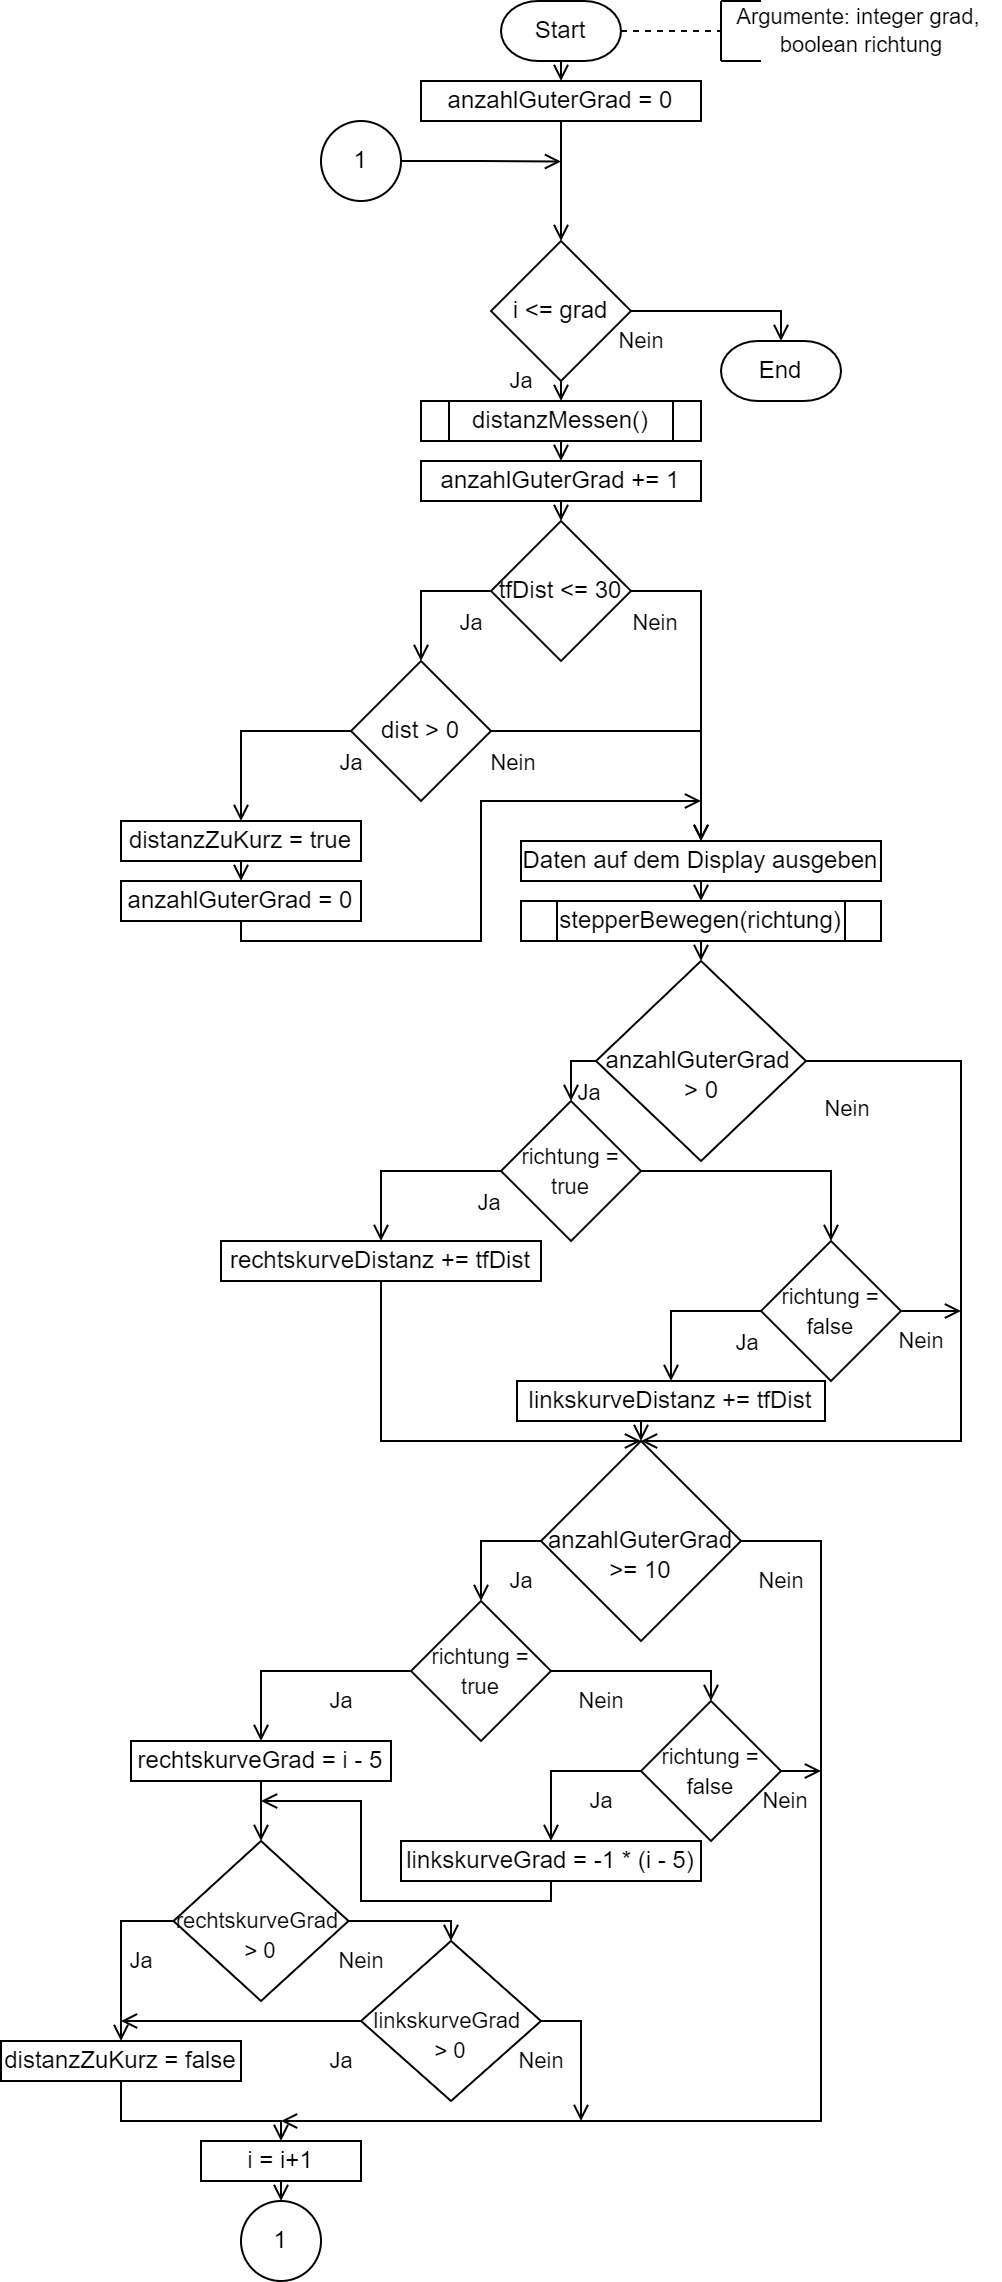 Start
Argumente: integer grad,
boolean richtung
anzahlGuterGrad = 0
1
i <= grad
Nein
End
Ja
distanzMessen()
anzahlGuterGrad += 1
tfDist <= 30
Ja
Nein
dist > 0
Ja
Nein
distanzZuKurz = true
Daten auf dem Display ausgeben
anzahlGuterGrad = 0
stepperBewegen(richtung)
anzahlGuterGrad
> 0
Ja
Nein
richtung =
true
Ja
rechtskurveDistanz += tfDist
richtung =
false
Ja
Nein
linkskurveDistanz += tfDist
anzahlGuterGrad
>= 10
Ja
Nein
richtung =
true
Ja
Nein
richtung =
false
rechtskurveGrad = i - 5
Ja
Nein
linkskurveGrad = -1 * (i - 5)
rechtskurveGrad
> 0
Ja
Nein
linkskurveGrad
> 0
distanzZuKurz = false
Ja
Nein
i = i+1
1